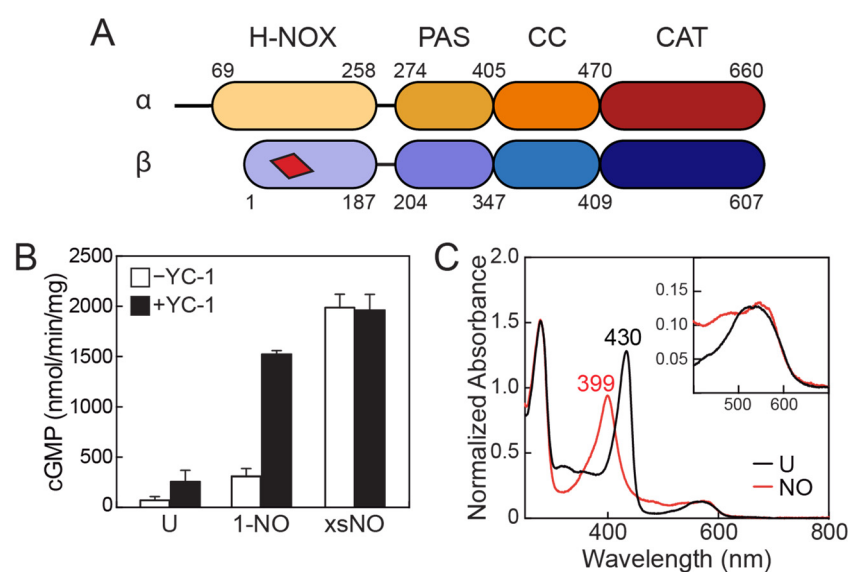 A
H-NOX PAS CC CAT
69 258 274 405 470 660
α
β
1 187 204 347 409 607
B
cGMP (nmol/min/mg)
2500
2000
1500
1000
500
0
−YC-1
+YC-1
U 1-NO xsNO
C
Normalized Absorbance
2.0
1.5
1.0
0.5
0
430
399
0.15
0.10
0.05
500 600
U
NO
400 600 800
Wavelength (nm)